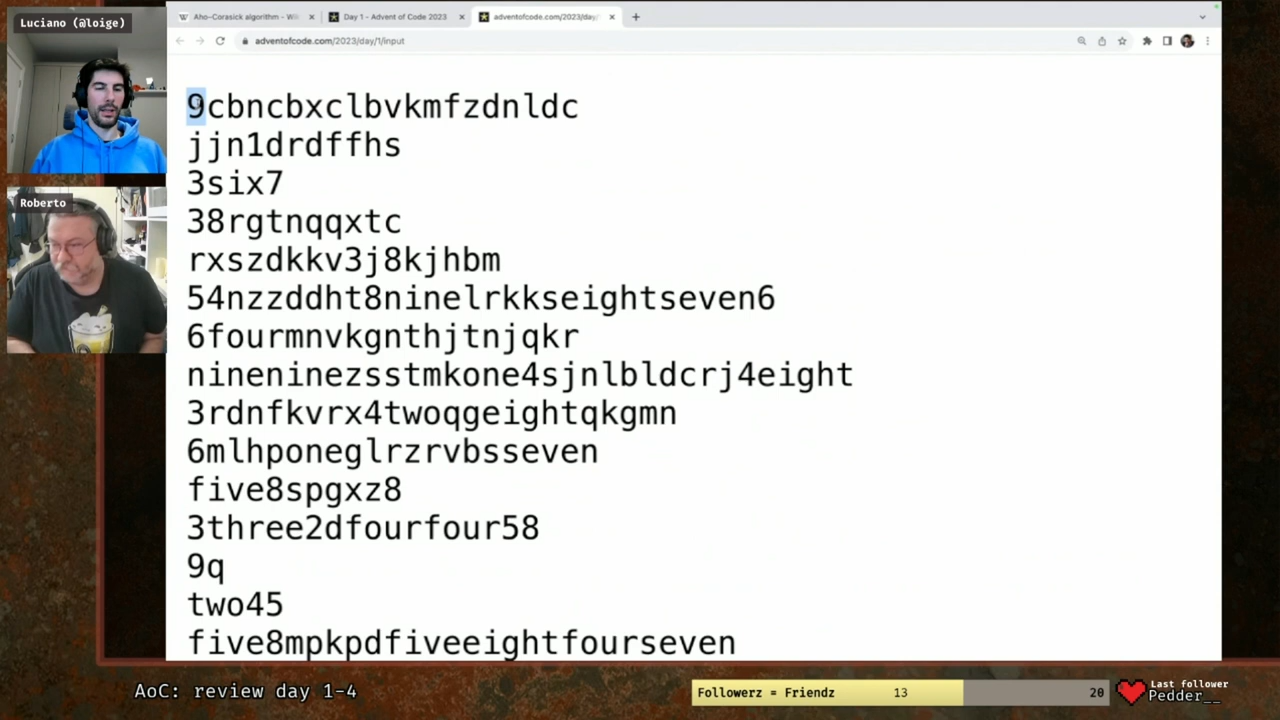 Luciano (@loige)
Roberto
Aho-Corasick algorithm - Wi
Day 1 - Advent of Code 2023
adventofcode.com/2023/day/
adventofcode.com/2023/day/1/input
9cbncbxclbvkmfzdnldc
jjn1drdffhs
3six7
38rgtnqqxtc
rxszdkkv3j8kjhbm
54nzzddht8ninelrkkseightseven6
6fourmnvkgnthjtnjqkr
nineninezsstmkone4sjnlbldcrj4eight
3rdnfkvrx4twoqgeightqkgmn
6mlhponeglrzrvbsseven
five8spgxz8
3three2dfourfour58
9q
two45
five8mpkpdfiveeightfourseven
AoC: review day 1-4
Followerz = Friendz 13 20
Last follower
Pedder__